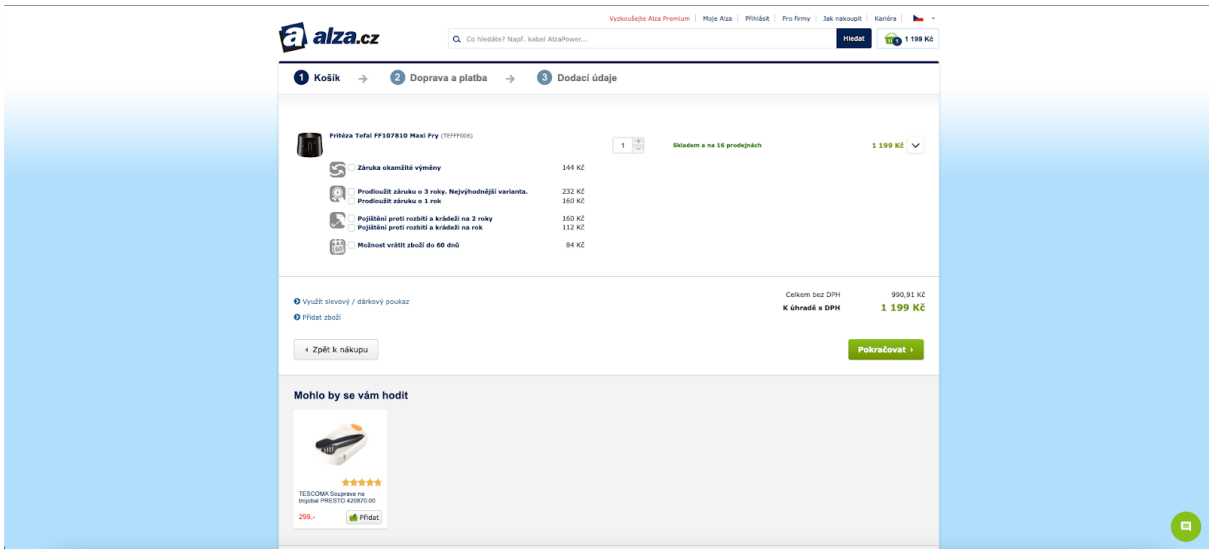 Vyzkoušejte Alza Premium
Moje Alza
Přihlásit
Pro firmy
Jak nakoupit
Kariéra
alza.cz
Co hledáte? Např. kabel AlzaPower...
Hledat
1
1 199 Kč
1 Košík
2 Doprava a platba
3 Dodací údaje
Fritéza Tefal FF107810 Maxi Fry (TEFFF006)
1
Skladem a na 16 prodejnách
1 199 Kč
Záruka okamžité výměny 144 Kč
Prodloužit záruku o 3 roky. Nejvýhodnější varianta. 232 Kč
Prodloužit záruku o 1 rok 160 Kč
Pojištění proti rozbití a krádeži na 2 roky 160 Kč
Pojištění proti rozbití a krádeži na rok 112 Kč
60
Možnost vrátit zboží do 60 dnů 84 Kč
Využít slevový / dárkový poukaz
Přidat zboží
Celkem bez DPH 990,91 Kč
K úhradě s DPH 1 199 Kč
Zpět k nákupu
Pokračovat
Mohlo by se vám hodit
TESCOMA Souprava na
trojobal PRESTO 420870.00
299,-
Přidat